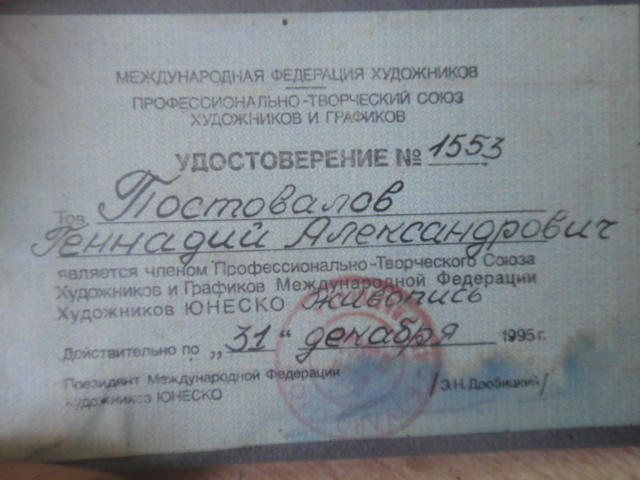 МЕЖДУНАРОДНАЯ ФЕДЕРАЦИЯ ХУДОЖНИКОВ
ПРОФЕССИОНАЛЬНО-ТВОРЧЕСКИЙ СОЮЗ
ХУДОЖНИКОВ И ГРАФИКОВ
УДОСТОВЕРЕНИЕ № 1553
Тов. Постовалов
Геннадий Александрович
является членом Профессионально-Творческого Союза
Художников и Графиков Международной Федерации
Художников ЮНЕСКО живопись
Действительно по „31“ декабря 1995 г.
Президент Международной Федерации
художников ЮНЕСКО /Э.Н. Дробицкий/